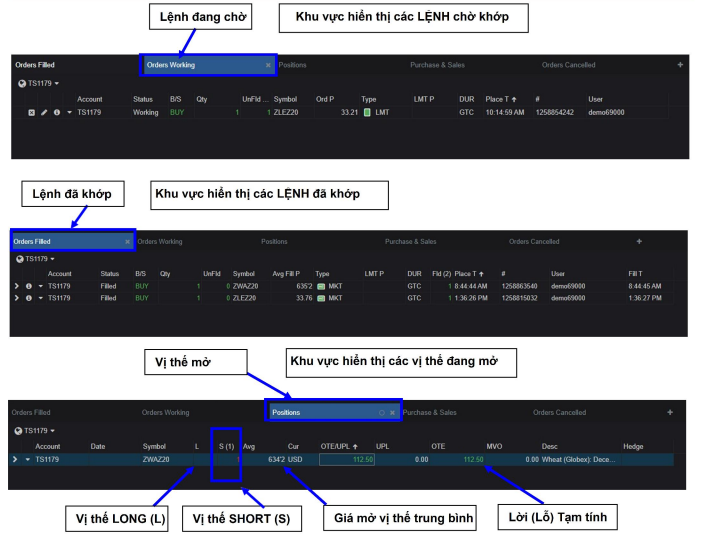 Lệnh đang chờ
Khu vực hiển thị các LỆNH chờ khớp
Orders Filled Orders Working Positions Purchase & Sales Orders Cancelled +
TS1179
Account Status B/S Qty UnFld ... Symbol Ord P Type LMT P DUR Place T ↑ # User
TS1179 Working BUY 1 1 ZLEZ20 33.21 LMT GTC 10:14:59 AM 1258854242 demo69000
Lệnh đã khớp
Khu vực hiển thị các LỆNH đã khớp
Orders Filled Orders Working Positions Purchase & Sales Orders Cancelled +
TS1179
Account Status B/S Qty UnFld Symbol Avg Fill P Type LMT P DUR Fld (2) Place T ↑ # User Fill T
TS1179 Filled BUY 1 0 ZWAZ20 635'2 MKT GTC 1 8:44:44 AM 1258863540 demo69000 8:44:45 AM
TS1179 Filled BUY 1 0 ZLEZ20 33.76 MKT GTC 1 1:36:26 PM 1258815032 demo69000 1:36:27 PM
Vị thế mở
Khu vực hiển thị các vị thế đang mở
Orders Filled Orders Working Positions Purchase & Sales Orders Cancelled +
TS1179
Account Date Symbol L S (1) Avg Cur OTE/UPL ↑ UPL OTE MVO Desc Hedge
TS1179 ZWAZ20 1 634'2 USD 112.50 0.00 112.50 0.00 Wheat (Globex): Dece...
Vị thế LONG (L)
Vị thế SHORT (S)
Giá mở vị thế trung bình
Lời (Lỗ) Tạm tính